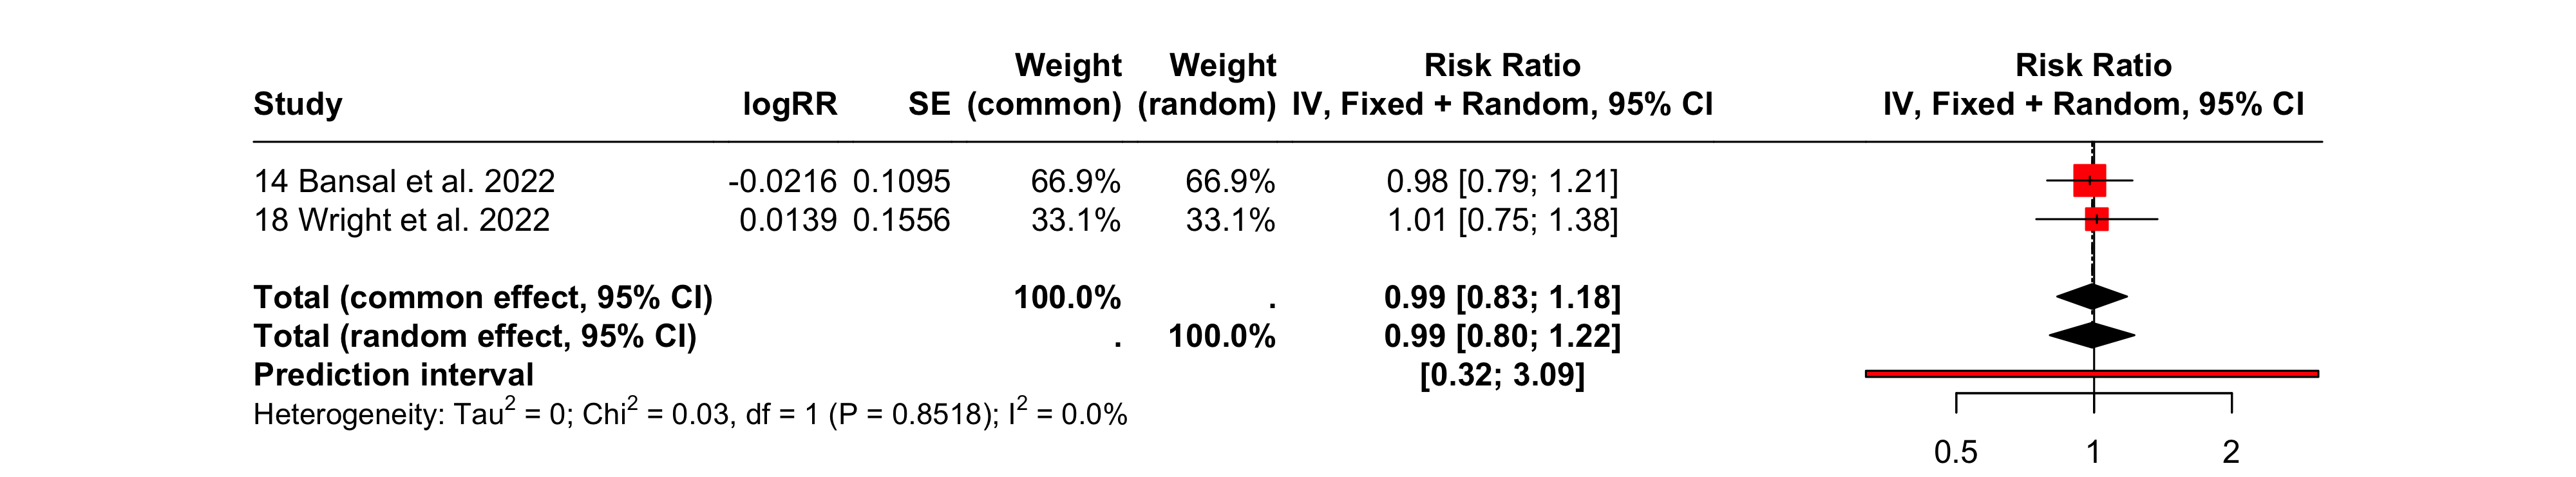 Weight Weight Risk Ratio Risk Ratio
Study logRR SE (common) (random) IV, Fixed + Random, 95% CI IV, Fixed + Random, 95% CI
14 Bansal et al. 2022 -0.0216 0.1095 66.9% 66.9% 0.98 [0.79; 1.21]
18 Wright et al. 2022 0.0139 0.1556 33.1% 33.1% 1.01 [0.75; 1.38]
Total (common effect, 95% CI) 100.0% . 0.99 [0.83; 1.18]
Total (random effect, 95% CI) . 100.0% 0.99 [0.80; 1.22]
Prediction interval [0.32; 3.09]
Heterogeneity: Tau² = 0; Chi² = 0.03, df = 1 (P = 0.8518); I² = 0.0%
0.5 1 2